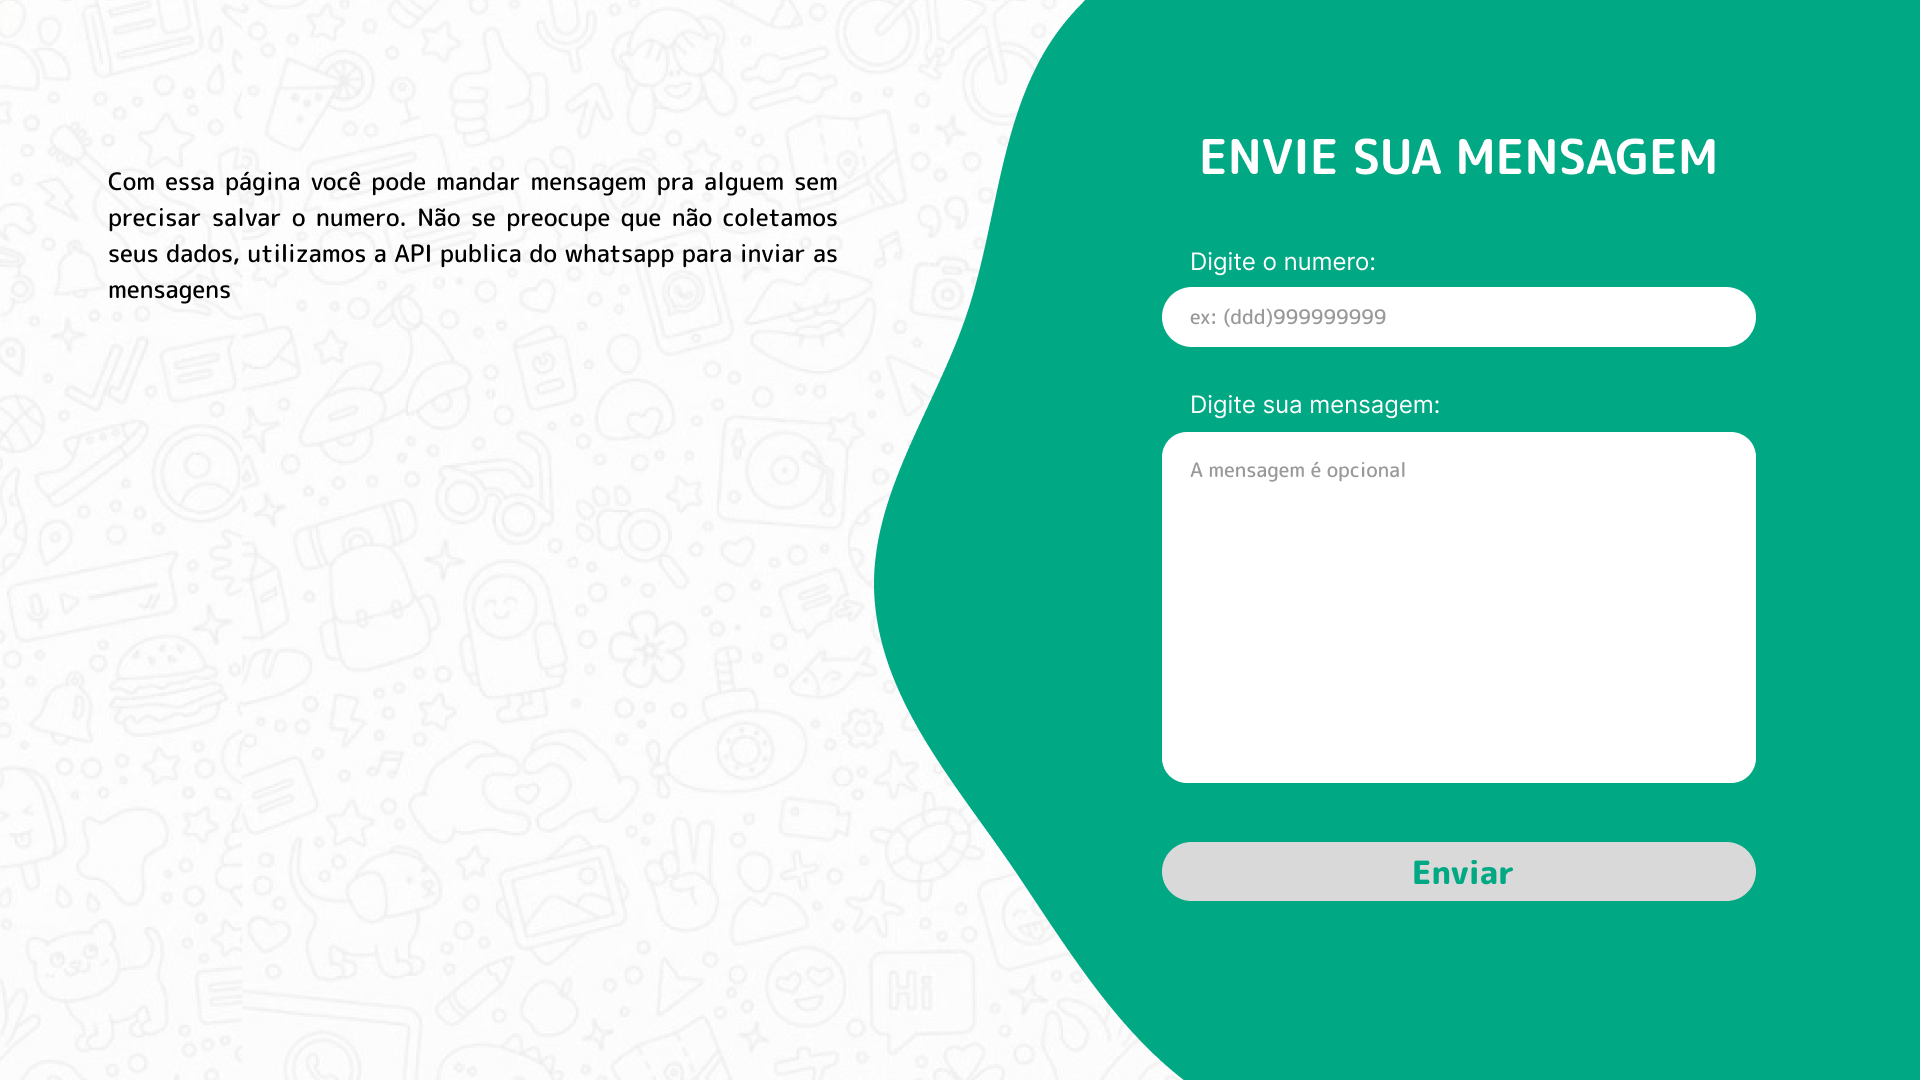 Com essa página você pode mandar mensagem pra alguem sem
precisar salvar o numero. Não se preocupe que não coletamos
seus dados, utilizamos a API publica do whatsapp para inviar as
mensagens
ENVIE SUA MENSAGEM
Digite o numero:
ex: (ddd)999999999
Digite sua mensagem:
A mensagem é opcional
Enviar
Hi